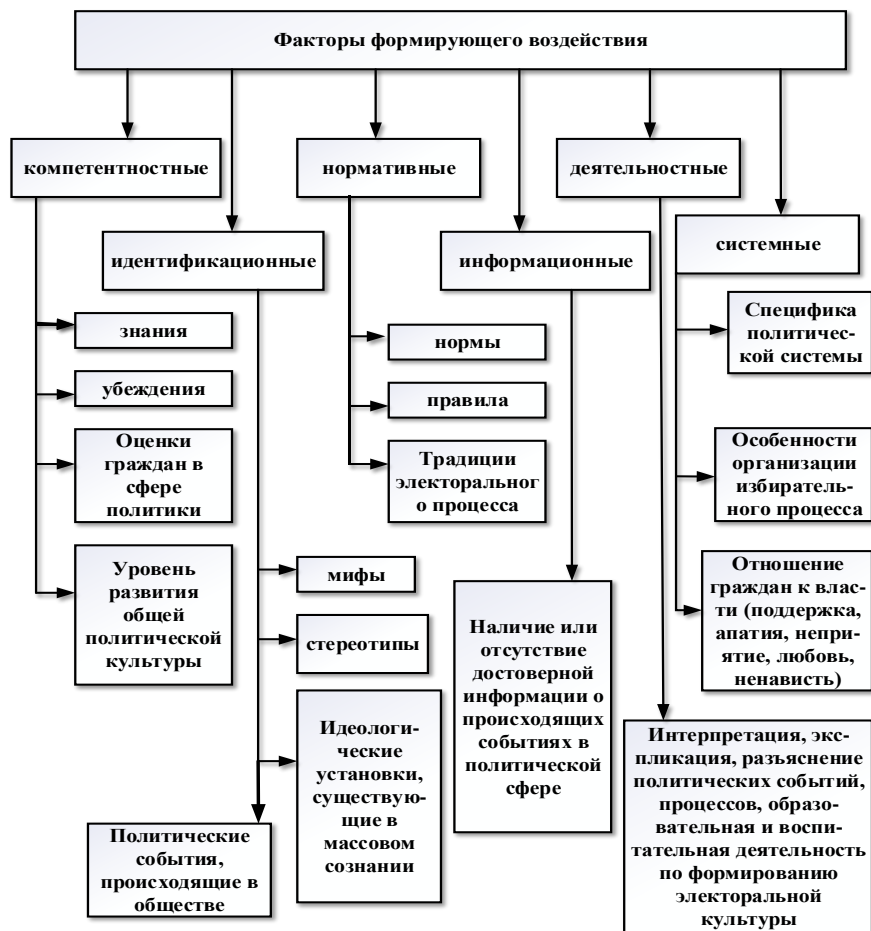 Факторы формирующего воздействия
компетентностные
нормативные
деятельностные
идентификационные
информационные
системные
знания
убеждения
Оценки
граждан в
сфере
политики
Уровень
развития
общей
политической
культуры
мифы
стереотипы
Идеологи-
ческие
установки,
существую-
щие в
массовом
сознании
Политические
события,
происходящие в
обществе
нормы
правила
Традиции
электоральног
о процесса
Наличие или
отсутствие
достоверной
информации о
происходящих
событиях в
политической
сфере
Специфика
политичес-
кой системы
Особенности
организации
избиратель-
ного процесса
Отношение
граждан к влас-
ти (поддержка,
апатия, непри-
ятие, любовь,
ненависть)
Интерпретация, экс-
пликация, разъяснение
политических событий,
процессов, образо-
вательная и воспи-
тательная деятельность
по формированию
электоральной
культуры